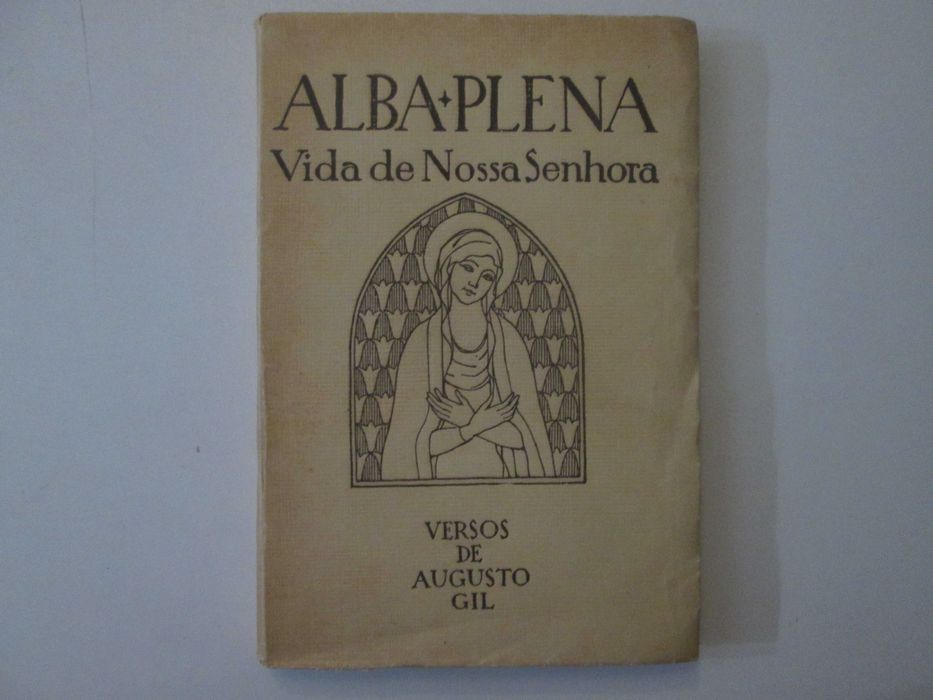 ALBA✦PLENA
Vida de Nossa Senhora
VERSOS
DE
AUGUSTO
GIL